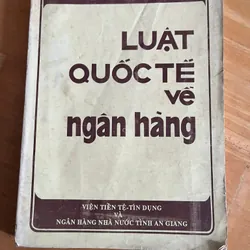 LUẬT
QUỐC TẾ
về
ngân hàng
VIỆN TIỀN TỆ-TÍN DỤNG
VÀ
NGÂN HÀNG NHÀ NƯỚC TỈNH AN GIANG